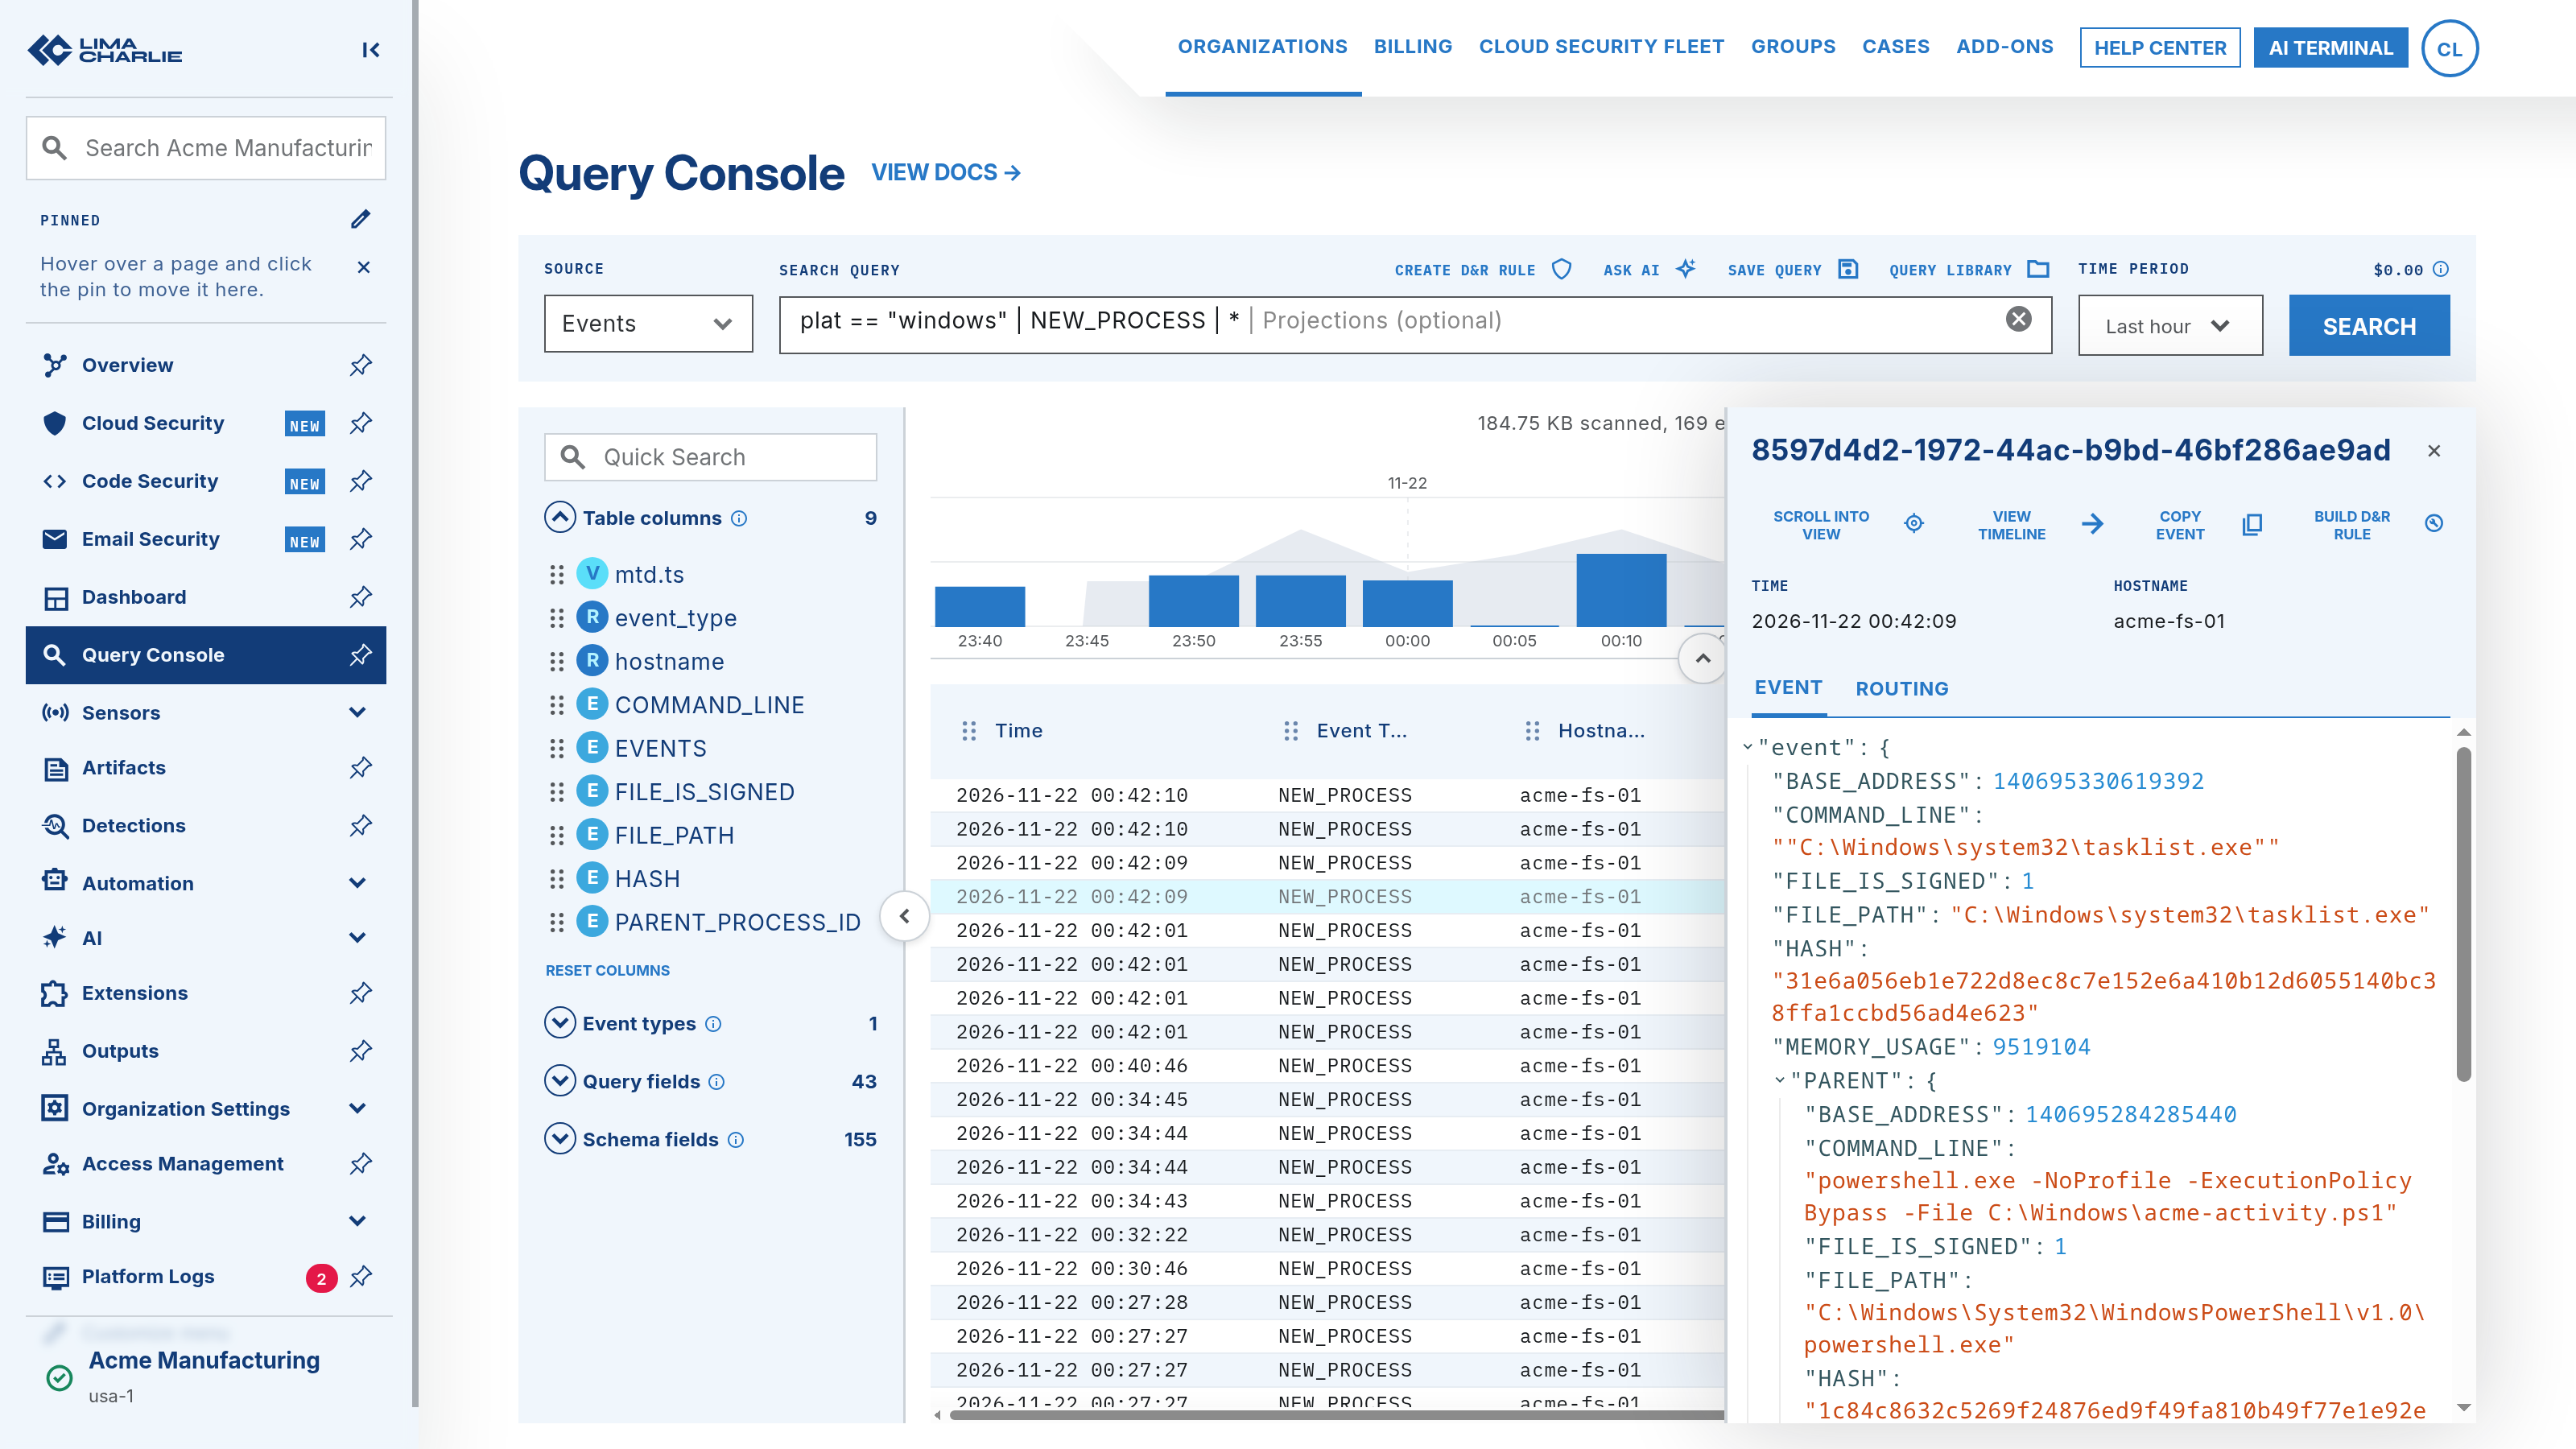 LIMA
CHARLIE
Search Acme Manufacturin
PINNED
Hover over a page and click
the pin to move it here.
Overview
Cloud Security NEW
Code Security NEW
Email Security NEW
Dashboard
Query Console
Sensors
Artifacts
Detections
Automation
AI
Extensions
Outputs
Organization Settings
Access Management
Billing
Platform Logs 2
Customize menu
Acme Manufacturing
usa-1
ORGANIZATIONS BILLING CLOUD SECURITY FLEET GROUPS CASES ADD-ONS HELP CENTER AI TERMINAL CL
Query Console VIEW DOCS →
SOURCE
Events
SEARCH QUERY CREATE D&R RULE ASK AI SAVE QUERY QUERY LIBRARY
plat == "windows" | NEW_PROCESS | * | Projections (optional)
TIME PERIOD $0.00
Last hour
SEARCH
Quick Search
Table columns 9
V mtd.ts
R event_type
R hostname
E COMMAND_LINE
E EVENTS
E FILE_IS_SIGNED
E FILE_PATH
E HASH
E PARENT_PROCESS_ID
RESET COLUMNS
Event types 1
Query fields 43
Schema fields 155
184.75 KB scanned, 169 e
11-22
23:40 23:45 23:50 23:55 00:00 00:05 00:10
Time Event T... Hostna...
2026-11-22 00:42:10 NEW_PROCESS acme-fs-01
2026-11-22 00:42:10 NEW_PROCESS acme-fs-01
2026-11-22 00:42:09 NEW_PROCESS acme-fs-01
2026-11-22 00:42:09 NEW_PROCESS acme-fs-01
2026-11-22 00:42:01 NEW_PROCESS acme-fs-01
2026-11-22 00:42:01 NEW_PROCESS acme-fs-01
2026-11-22 00:42:01 NEW_PROCESS acme-fs-01
2026-11-22 00:42:01 NEW_PROCESS acme-fs-01
2026-11-22 00:40:46 NEW_PROCESS acme-fs-01
2026-11-22 00:34:45 NEW_PROCESS acme-fs-01
2026-11-22 00:34:44 NEW_PROCESS acme-fs-01
2026-11-22 00:34:44 NEW_PROCESS acme-fs-01
2026-11-22 00:34:43 NEW_PROCESS acme-fs-01
2026-11-22 00:32:22 NEW_PROCESS acme-fs-01
2026-11-22 00:30:46 NEW_PROCESS acme-fs-01
2026-11-22 00:27:28 NEW_PROCESS acme-fs-01
2026-11-22 00:27:27 NEW_PROCESS acme-fs-01
2026-11-22 00:27:27 NEW_PROCESS acme-fs-01
2026-11-22 00:27:27 NEW_PROCESS acme-fs-01
8597d4d2-1972-44ac-b9bd-46bf286ae9ad
SCROLL INTO VIEW
VIEW TIMELINE
COPY EVENT
BUILD D&R RULE
TIME
2026-11-22 00:42:09
HOSTNAME
acme-fs-01
EVENT ROUTING
"event": {
"BASE_ADDRESS": 140695330619392
"COMMAND_LINE":
""C:\Windows\system32\tasklist.exe""
"FILE_IS_SIGNED": 1
"FILE_PATH": "C:\Windows\system32\tasklist.exe"
"HASH":
"31e6a056eb1e722d8ec8c7e152e6a410b12d6055140bc3
8ffa1ccbd56ad4e623"
"MEMORY_USAGE": 9519104
"PARENT": {
"BASE_ADDRESS": 140695284285440
"COMMAND_LINE":
"powershell.exe -NoProfile -ExecutionPolicy
Bypass -File C:\Windows\acme-activity.ps1"
"FILE_IS_SIGNED": 1
"FILE_PATH":
"C:\Windows\System32\WindowsPowerShell\v1.0\
powershell.exe"
"HASH":
"1c84c8632c5269f24876ed9f49fa810b49f77e1e92e